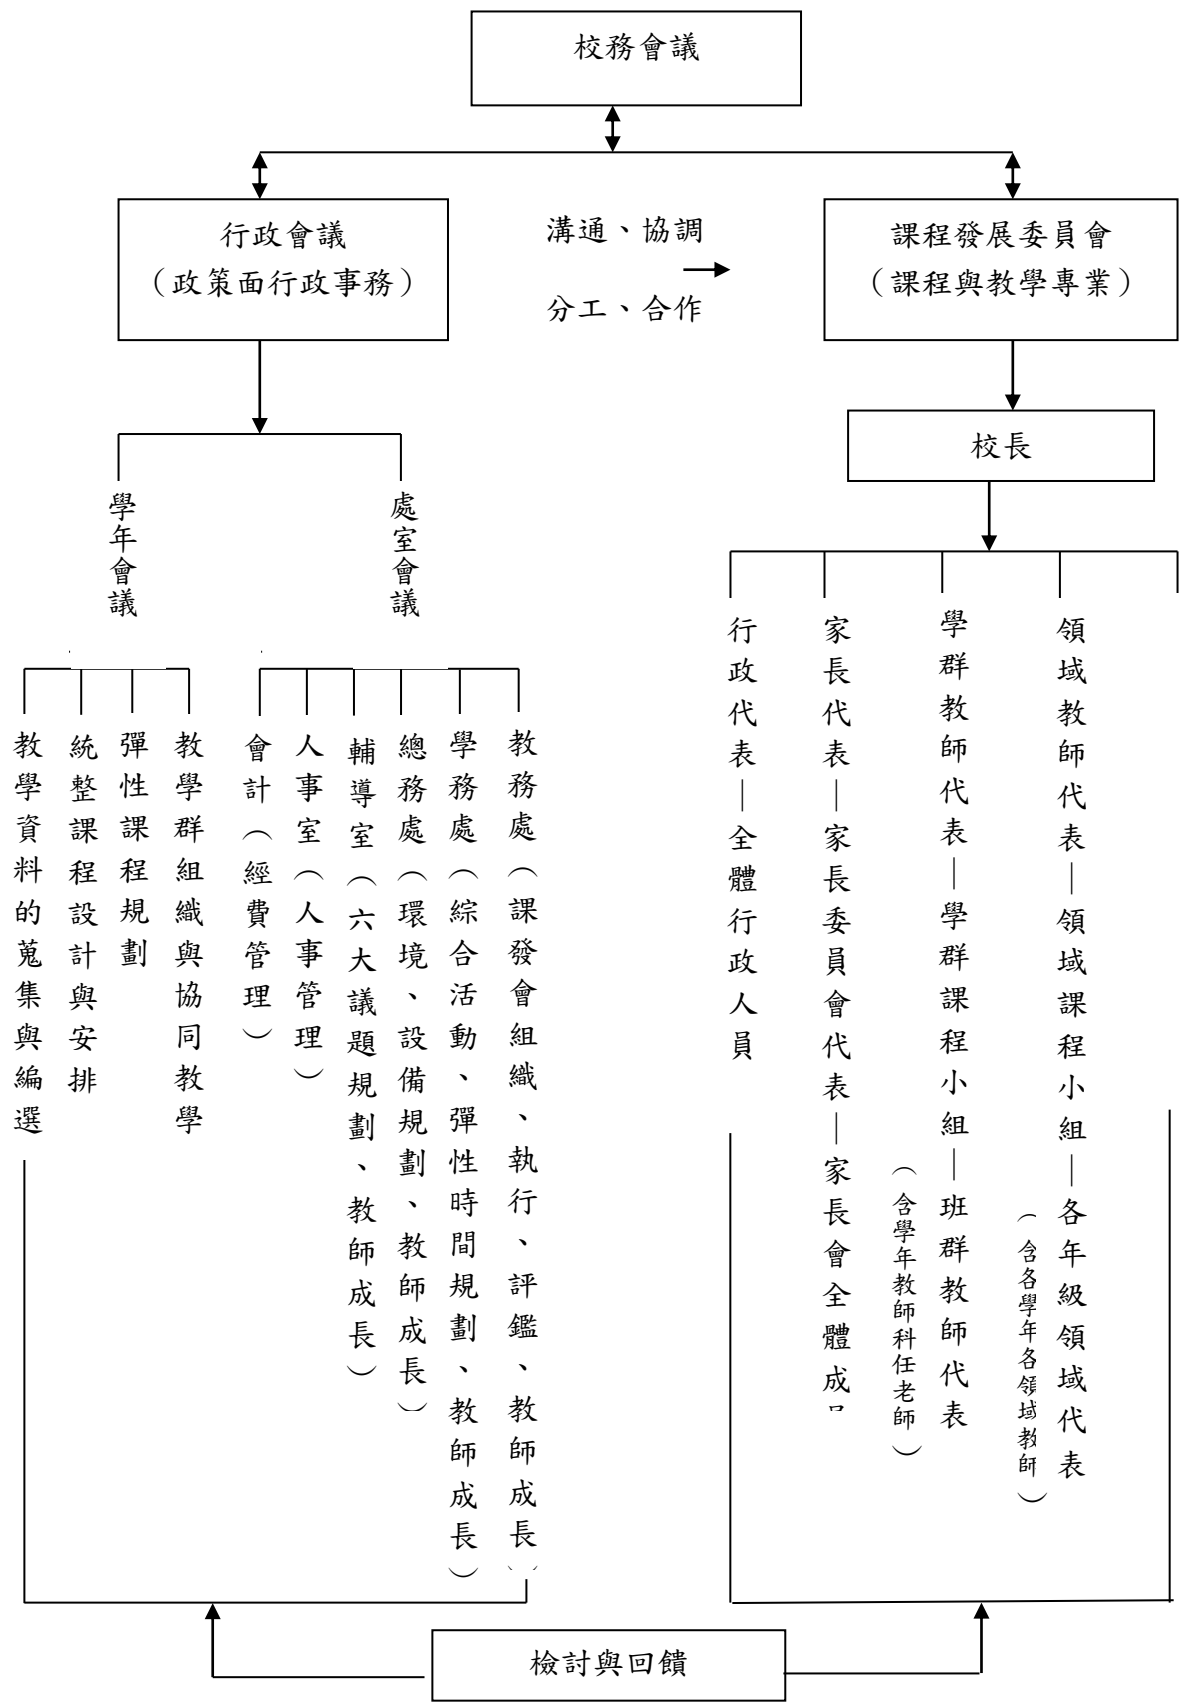 校務會議
行政會議
（政策面行政事務）
溝通、協調
分工、合作
課程發展委員會
（課程與教學專業）
校長
學年會議
處室會議
教學資料的蒐集與編選
統整課程設計與安排
彈性課程規劃
教學群組織與協同教學
會計（經費管理）
人事室（人事管理）
輔導室（六大議題規劃、教師成長）
總務處（環境、設備規劃、教師成長）
學務處（綜合活動、彈性時間規劃、教師成長）
教務處（課發會組織、執行、評鑑、教師成長）
行政代表—全體行政人員
家長代表—家長委員會代表—家長會全體成
學群教師代表—學群課程小組—班群教師代表
（含學年教師科任老師）
領域教師代表—領域課程小組—各年級領域代表
（含各學年各領域教師）
檢討與回饋